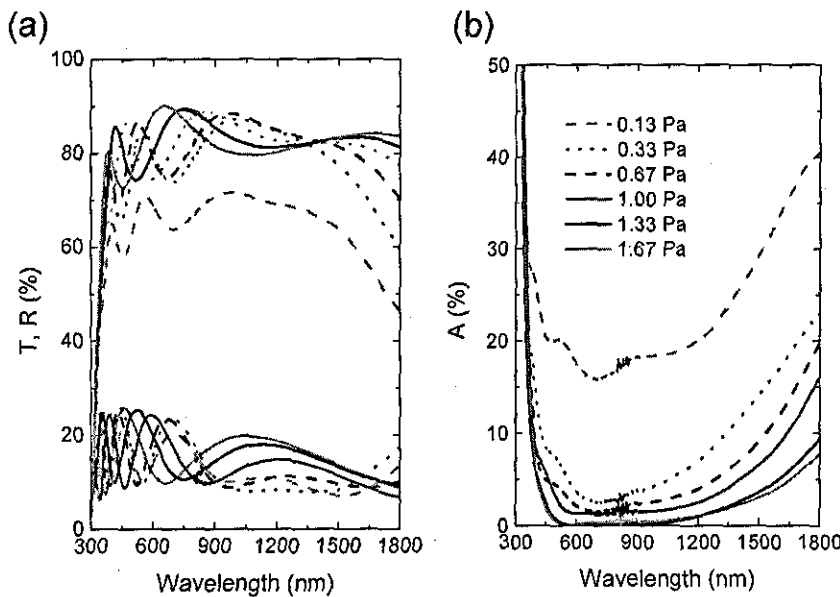 (a)
100
80
60
40
20
0
T, R (%)
300 600 900 1200 1500 1800
Wavelength (nm)
(b)
50
40
30
20
10
0
A (%)
0.13 Pa
0.33 Pa
0.67 Pa
1.00 Pa
1.33 Pa
1.67 Pa
300 600 900 1200 1500 1800
Wavelength (nm)